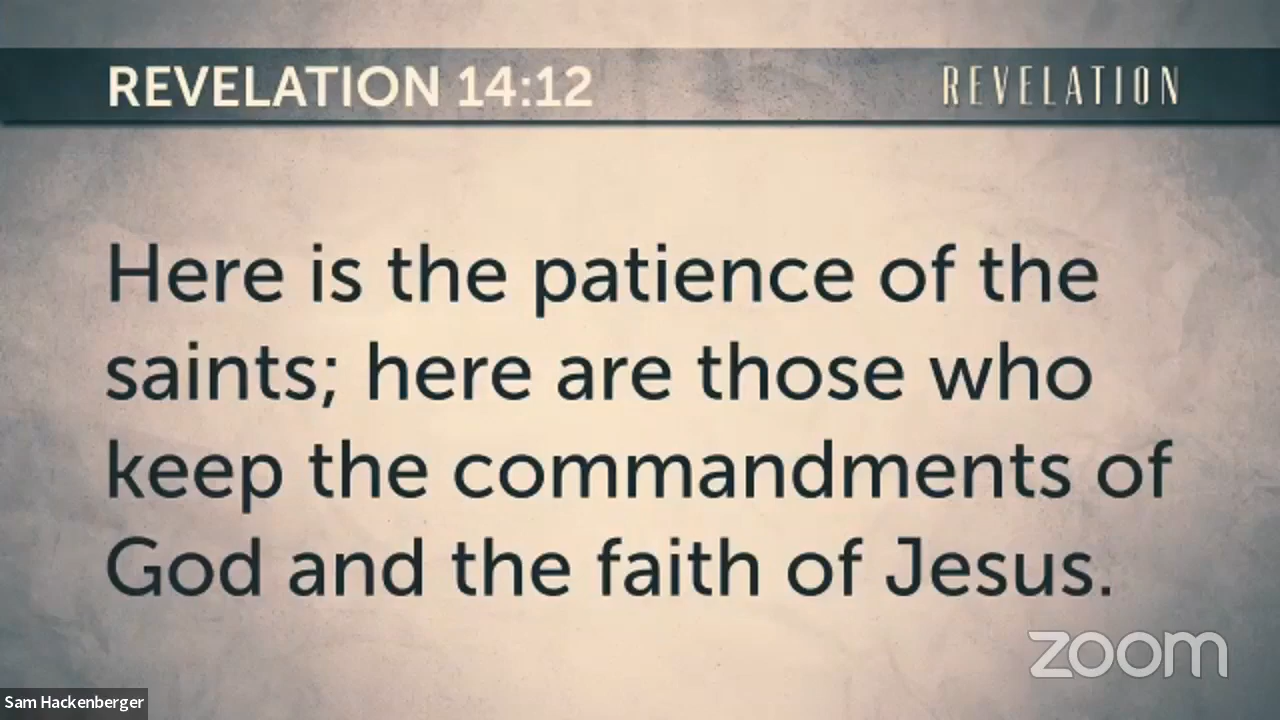 REVELATION 14:12
REVELATION
Here is the patience of the
saints; here are those who
keep the commandments of
God and the faith of Jesus.
zoom
Sam Hackenberger